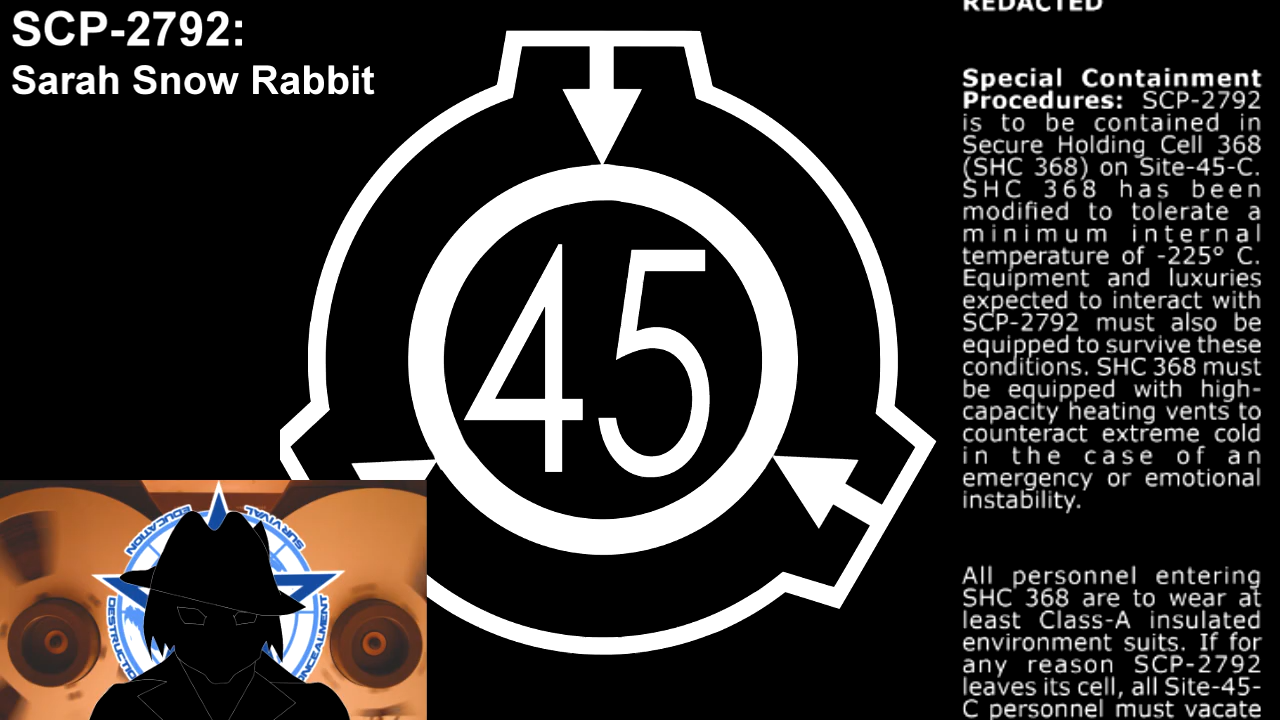 SCP-2792:
Sarah Snow Rabbit
45
REDACTED
Special Containment
Procedures: SCP-2792
is to be contained in
Secure Holding Cell 368
(SHC 368) on Site-45-C.
SHC 368 has been
modified to tolerate a
minimum internal
temperature of -225° C.
Equipment and luxuries
expected to interact with
SCP-2792 must also be
equipped to survive these
conditions. SHC 368 must
be equipped with high-
capacity heating vents to
counteract extreme cold
in the case of an
emergency or emotional
instability.
All personnel entering
SHC 368 are to wear at
least Class-A insulated
environment suits. If for
any reason SCP-2792
leaves its cell, all Site-45-
C personnel must vacate
EDUCATION
SURVIVAL